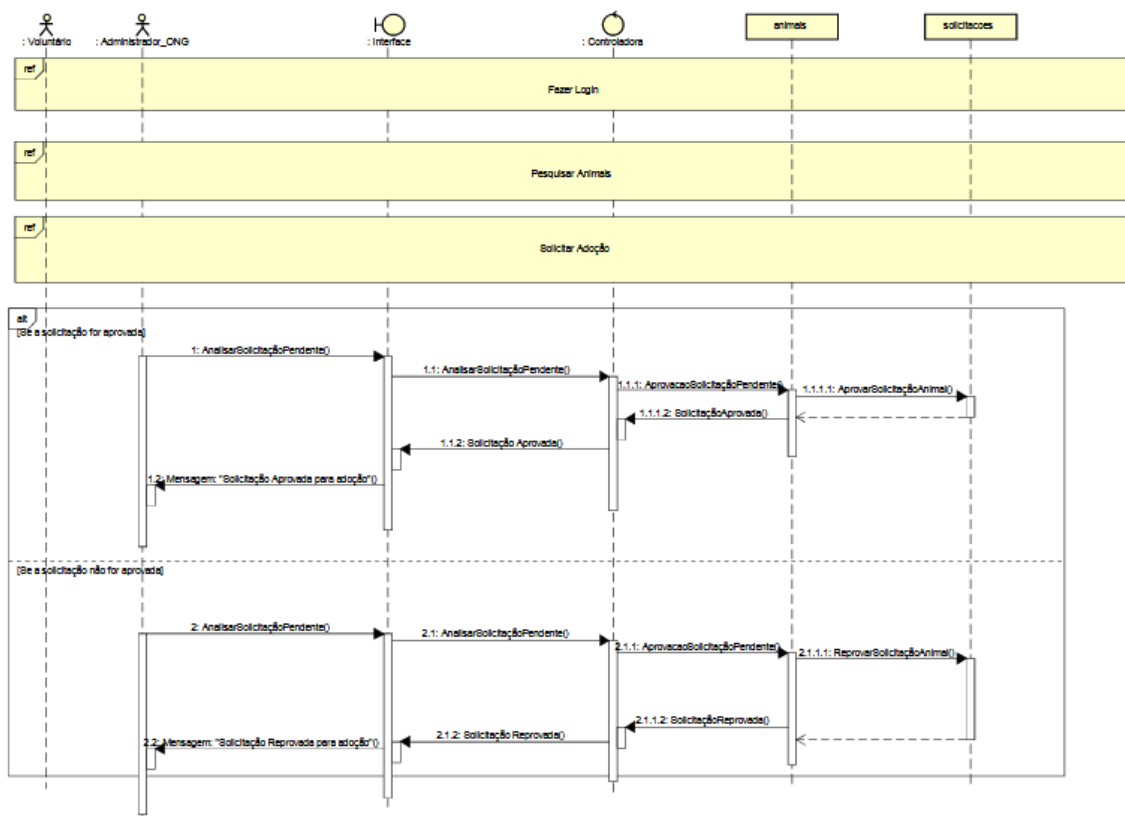 : Voluntário
: Administrador_ONG
: Interface
: Controladora
animais
solicitacoes
ref
Fazer Login
ref
Pesquisar Animais
ref
Solicitar Adoção
alt
[Se a solicitação for aprovada]
1: AnalisarSolicitaçãoPendente()
1.1: AnalisarSolicitaçãoPendente()
1.1.1: AprovacaoSolicitaçãoPendente()
1.1.1.1: AprovarSolicitaçãoAnimal()
1.1.1.2: SolicitaçãoAprovada()
1.1.2: Solicitação Aprovada()
1.2: Mensagem: "Solicitação Aprovada para adoção"()
[Se a solicitação não for aprovada]
2: AnalisarSolicitaçãoPendente()
2.1: AnalisarSolicitaçãoPendente()
2.1.1: AprovacaoSolicitaçãoPendente()
2.1.1.1: ReprovarSolicitaçãoAnimal()
2.1.1.2: SolicitaçãoReprovada()
2.1.2: Solicitação Reprovada()
2.2: Mensagem: "Solicitação Reprovada para adoção"()